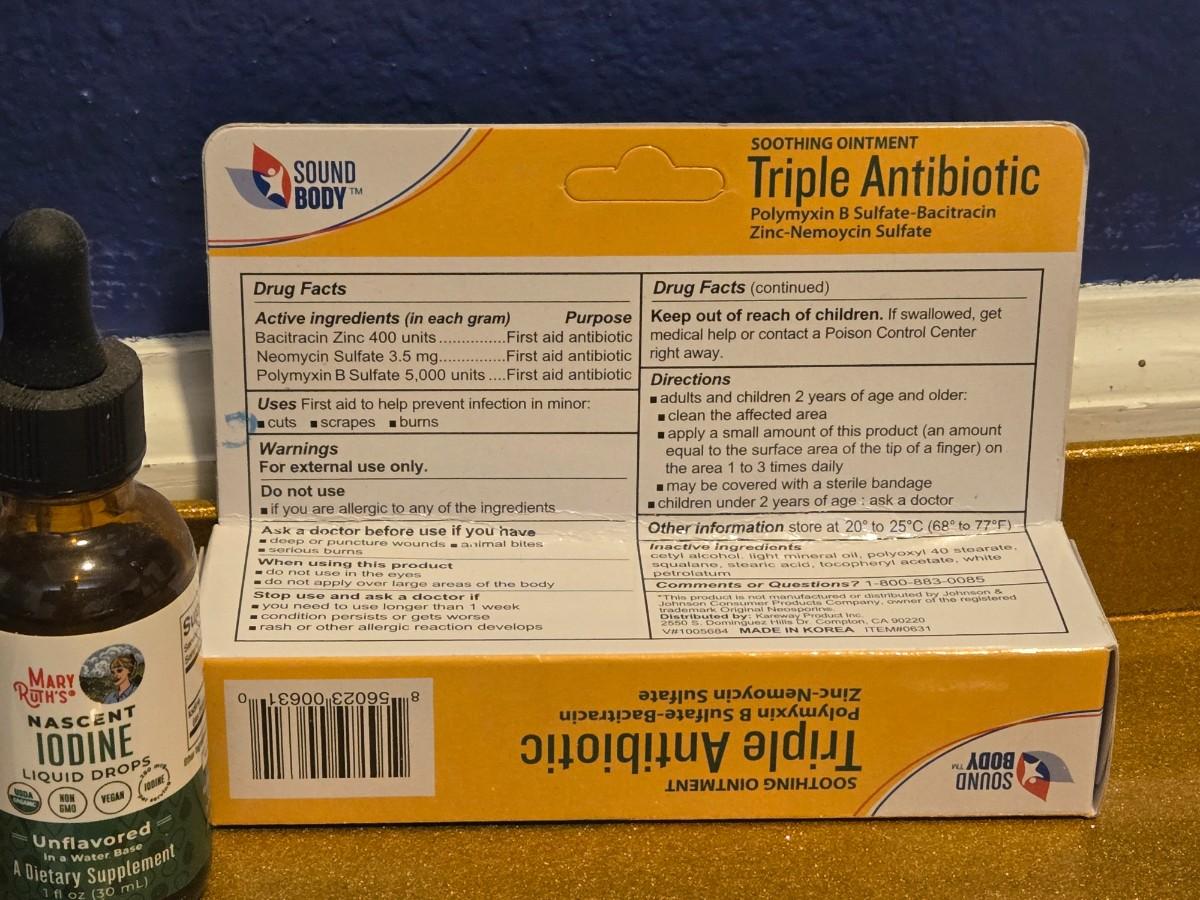 SOUND
BODY™
SOOTHING OINTMENT
Triple Antibiotic
Polymyxin B Sulfate-Bacitracin
Zinc-Nemoycin Sulfate
Drug Facts
Active ingredients (in each gram) Purpose
Bacitracin Zinc 400 units..............First aid antibiotic
Neomycin Sulfate 3.5 mg..............First aid antibiotic
Polymyxin B Sulfate 5,000 units ....First aid antibiotic
Uses First aid to help prevent infection in minor:
▪ cuts ▪ scrapes ▪ burns
Warnings
For external use only.
Do not use
▪ if you are allergic to any of the ingredients
Ask a doctor before use if you have
▪ deep or puncture wounds ▪ animal bites
▪ serious burns
When using this product
▪ do not use in the eyes
▪ do not apply over large areas of the body
Stop use and ask a doctor if
▪ you need to use longer than 1 week
▪ condition persists or gets worse
▪ rash or other allergic reaction develops
Drug Facts (continued)
Keep out of reach of children. If swallowed, get
medical help or contact a Poison Control Center
right away.
Directions
▪ adults and children 2 years of age and older:
▪ clean the affected area
▪ apply a small amount of this product (an amount
equal to the surface area of the tip of a finger) on
the area 1 to 3 times daily
▪ may be covered with a sterile bandage
▪ children under 2 years of age : ask a doctor
Other information store at 20° to 25°C (68° to 77°F)
Inactive ingredients
cetyl alcohol, light mineral oil, polyoxyl 40 stearate,
squalane, stearic acid, tocopheryl acetate, white
petrolatum
Comments or Questions? 1-800-883-0085
*This product is not manufactured or distributed by Johnson &
Johnson Consumer Products Company, owner of the registered
trademark Original Neosporin®.
Distributed by: Kareway Product Inc.
2550 S. Dominguez Hills Dr. Compton, CA 90220
V#1005684 MADE IN KOREA ITEM#0631
SOUND
BODY™
SOOTHING OINTMENT
Triple Antibiotic
Polymyxin B Sulfate-Bacitracin
Zinc-Nemoycin Sulfate
8 56023 00631 0
MARY
RUTH'S®
NASCENT
IODINE
LIQUID DROPS
USDA
ORGANIC
NON
GMO
VEGAN
IODINE
Unflavored
In a Water Base
A Dietary Supplement
1 fl oz (30 mL)